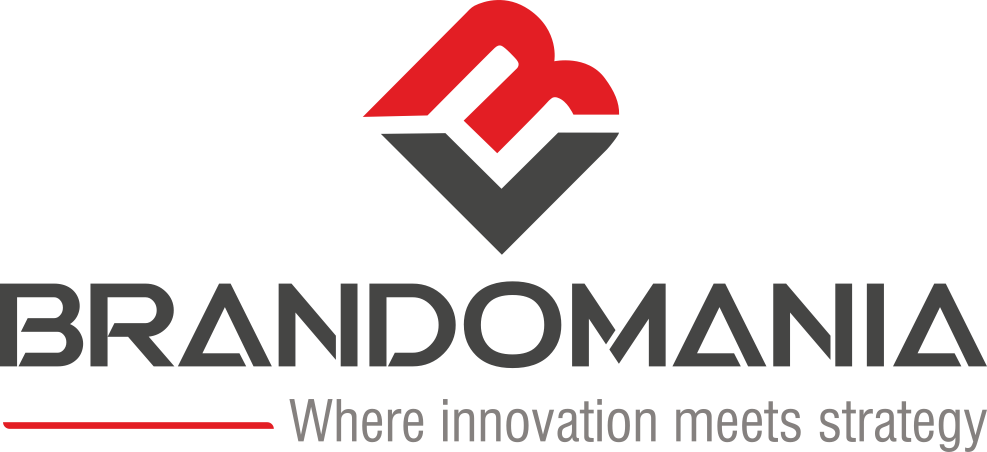 BRANDOMANIA
Where innovation meets strategy